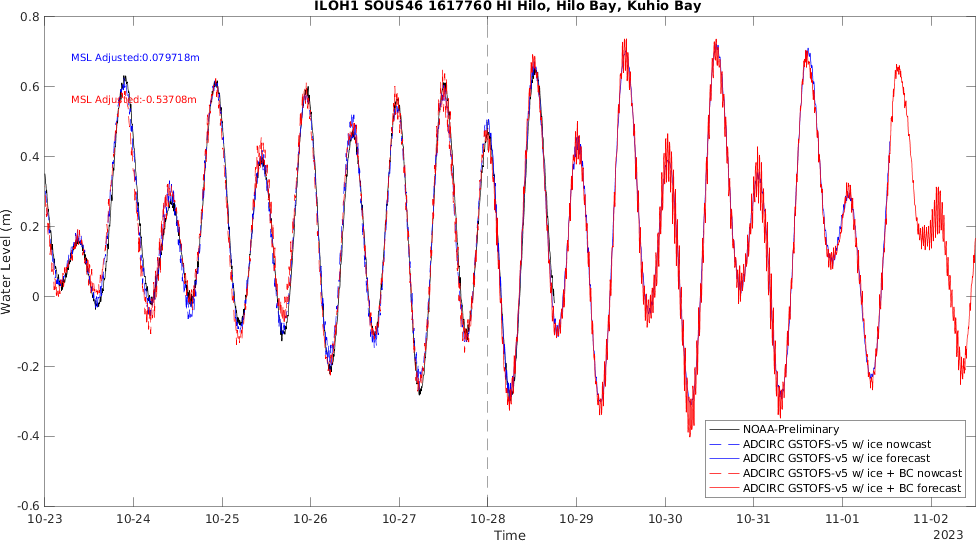 ILOH1 SOUS46 1617760 HI Hilo, Hilo Bay, Kuhio Bay
0.8
MSL Adjusted:0.079718m
0.6
MSL Adjusted:-0.53708m
0.4
0.2
0
-0.2
-0.4
-0.6
Water Level (m)
NOAA-Preliminary
ADCIRC GSTOFS-v5 w/ ice nowcast
ADCIRC GSTOFS-v5 w/ ice forecast
ADCIRC GSTOFS-v5 w/ ice + BC nowcast
ADCIRC GSTOFS-v5 w/ ice + BC forecast
10-23 10-24 10-25 10-26 10-27 10-28 10-29 10-30 10-31 11-01 11-02
Time 2023